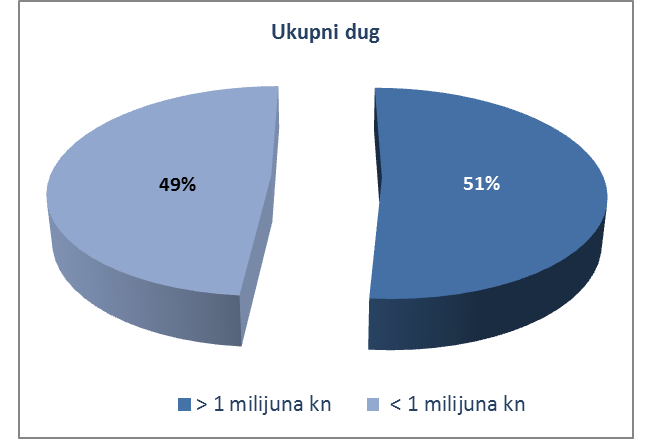 Ukupni dug
49%
51%
> 1 milijuna kn
< 1 milijuna kn